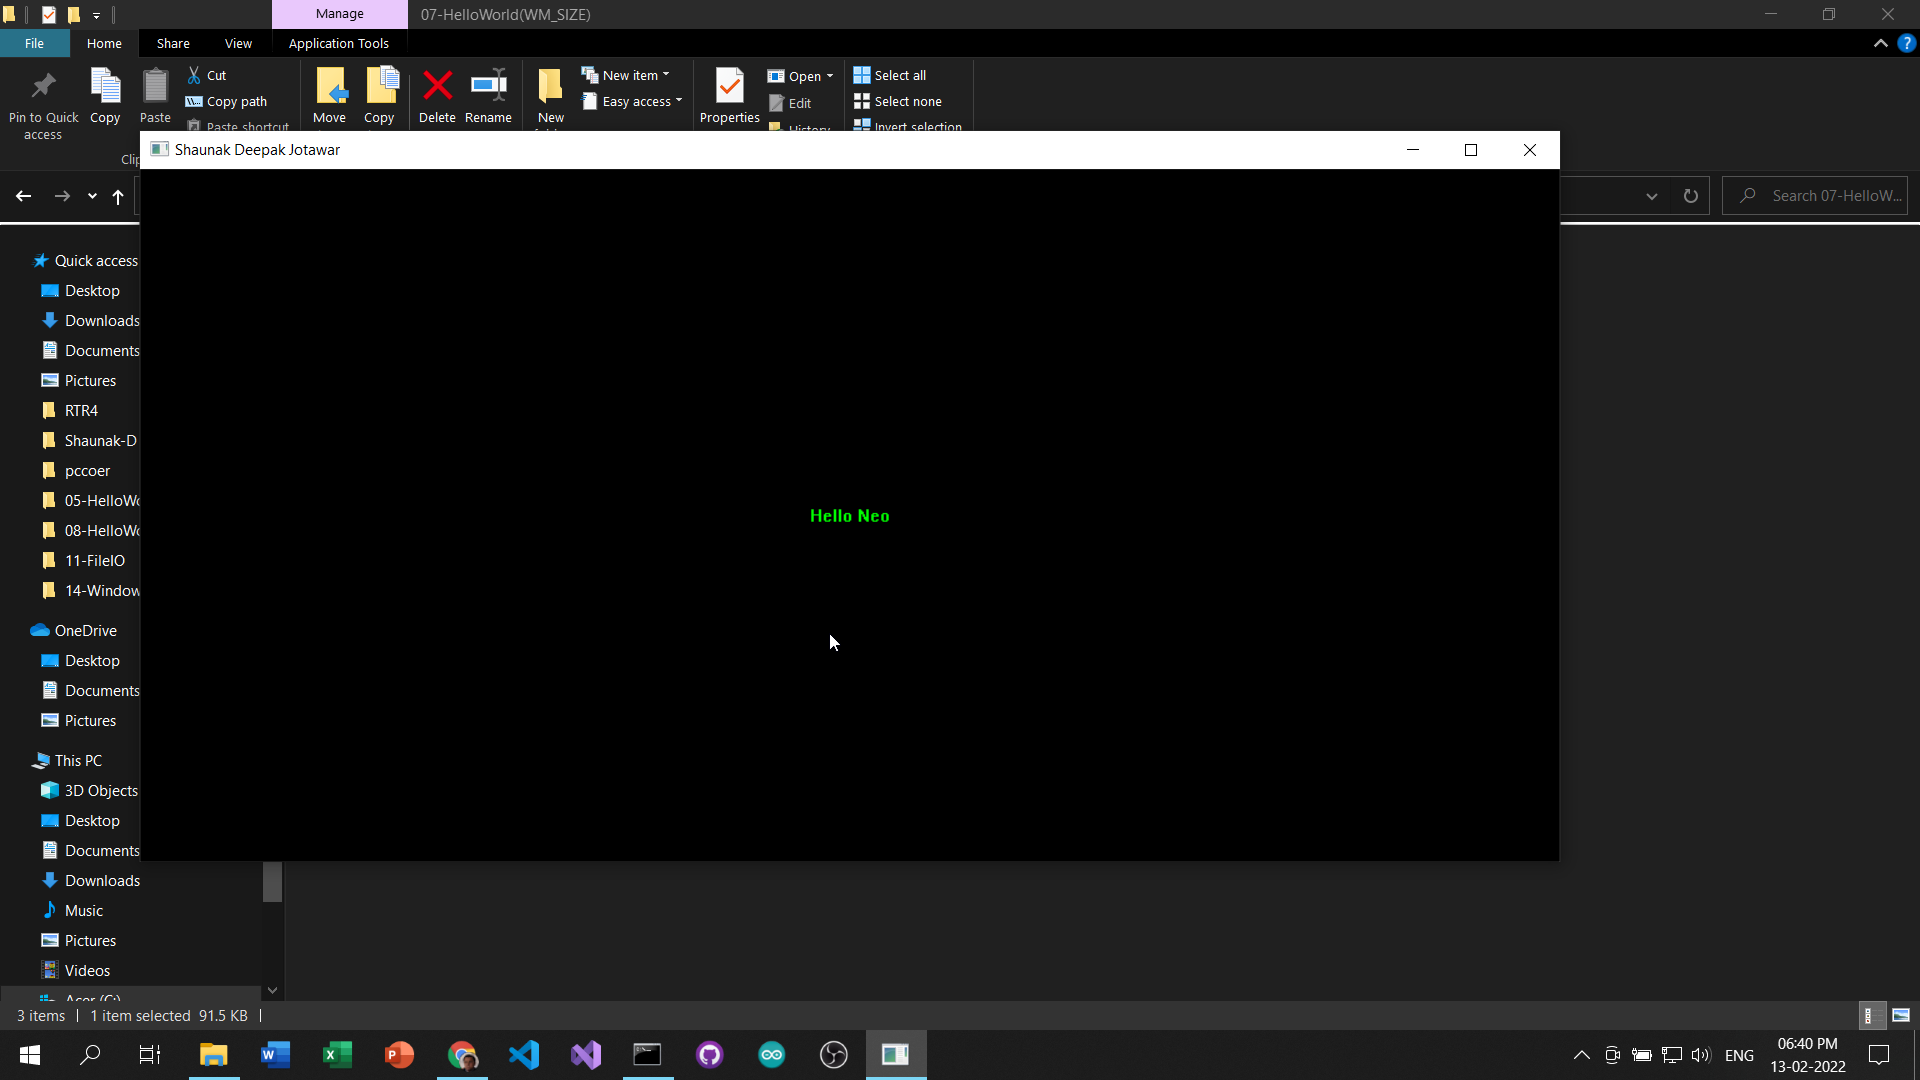 Manage
07-HelloWorld(WM_SIZE)
File
Home
Share
View
Application Tools
Pin to Quick access
Copy
Paste
Cut
Copy path
Paste shortcut
Move
Copy
Delete
Rename
New
New item
Easy access
Properties
Open
Edit
History
Select all
Select none
Invert selection
Clip
Shaunak Deepak Jotawar
Search 07-HelloW...
Quick access
Desktop
Downloads
Documents
Pictures
RTR4
Shaunak-D
pccoer
05-HelloWo
08-HelloWo
11-FileIO
14-Window
OneDrive
Desktop
Documents
Pictures
This PC
3D Objects
Desktop
Documents
Downloads
Music
Pictures
Videos
Acer (C:)
Hello Neo
3 items
1 item selected 91.5 KB
ENG
06:40 PM
13-02-2022